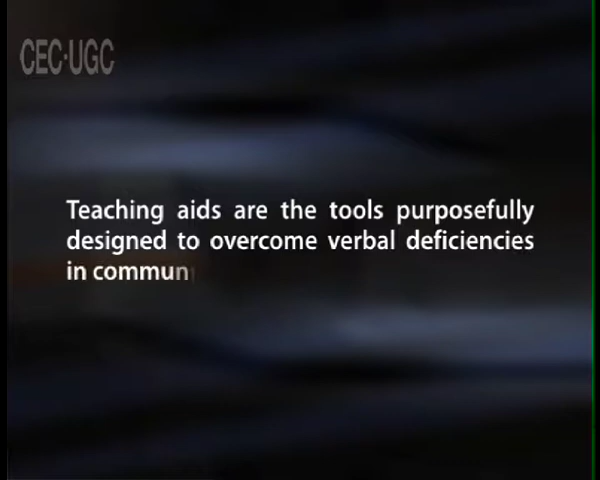 CEC-UGC
Teaching aids are the tools purposefully
designed to overcome verbal deficiencies
in commun